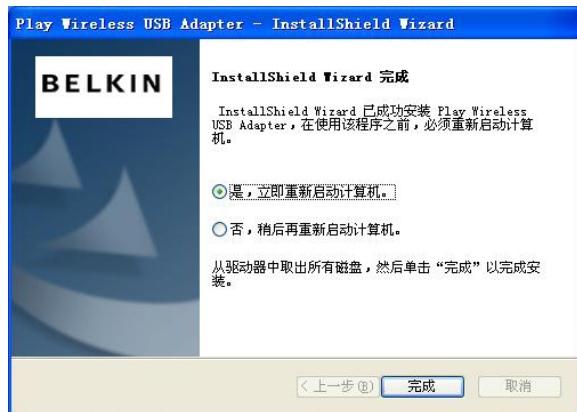 Play Wireless USB Adapter - InstallShield Wizard
BELKIN
InstallShield Wizard 完成
InstallShield Wizard 已成功安装 Play Wireless
USB Adapter，在使用该程序之前，必须重新启动计算
机。
是，立即重新启动计算机。
否，稍后再重新启动计算机。
从驱动器中取出所有磁盘，然后单击“完成”以完成安
装。
< 上一步(B)
完成
取消